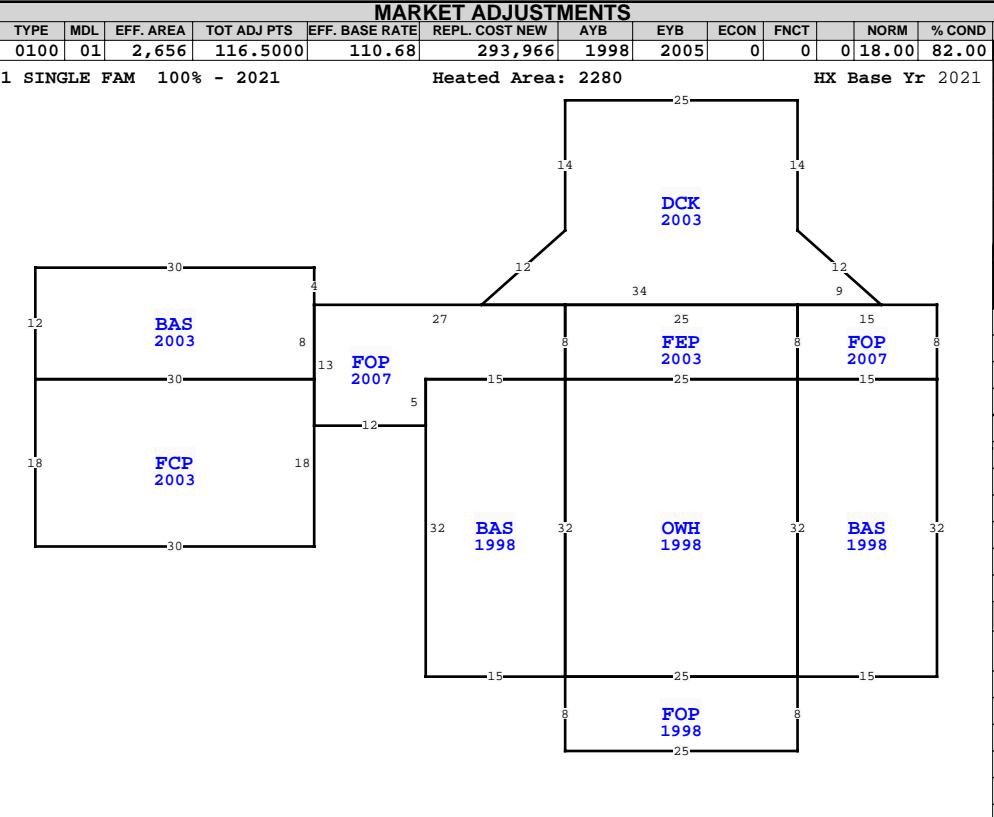 MARKET ADJUSTMENTS
TYPE MDL EFF. AREA TOT ADJ PTS EFF. BASE RATE REPL. COST NEW AYB EYB ECON FNCT NORM % COND
0100 01 2,656 116.5000 110.68 293,966 1998 2005 0 0 0 18.00 82.00
1 SINGLE FAM 100% - 2021 Heated Area: 2280 HX Base Yr 2021
25
14 14
DCK
2003
12 12
30
4
34 9
12
BAS
2003
27 25 15
8
8
FEP
2003
8
FOP
2007
8
13
FOP
2007
30 15 25 15
5
12
18
FCP
2003
18
30
32
BAS
1998
32
OWH
1998
32
BAS
1998
32
15 25 15
8
FOP
1998
8
25